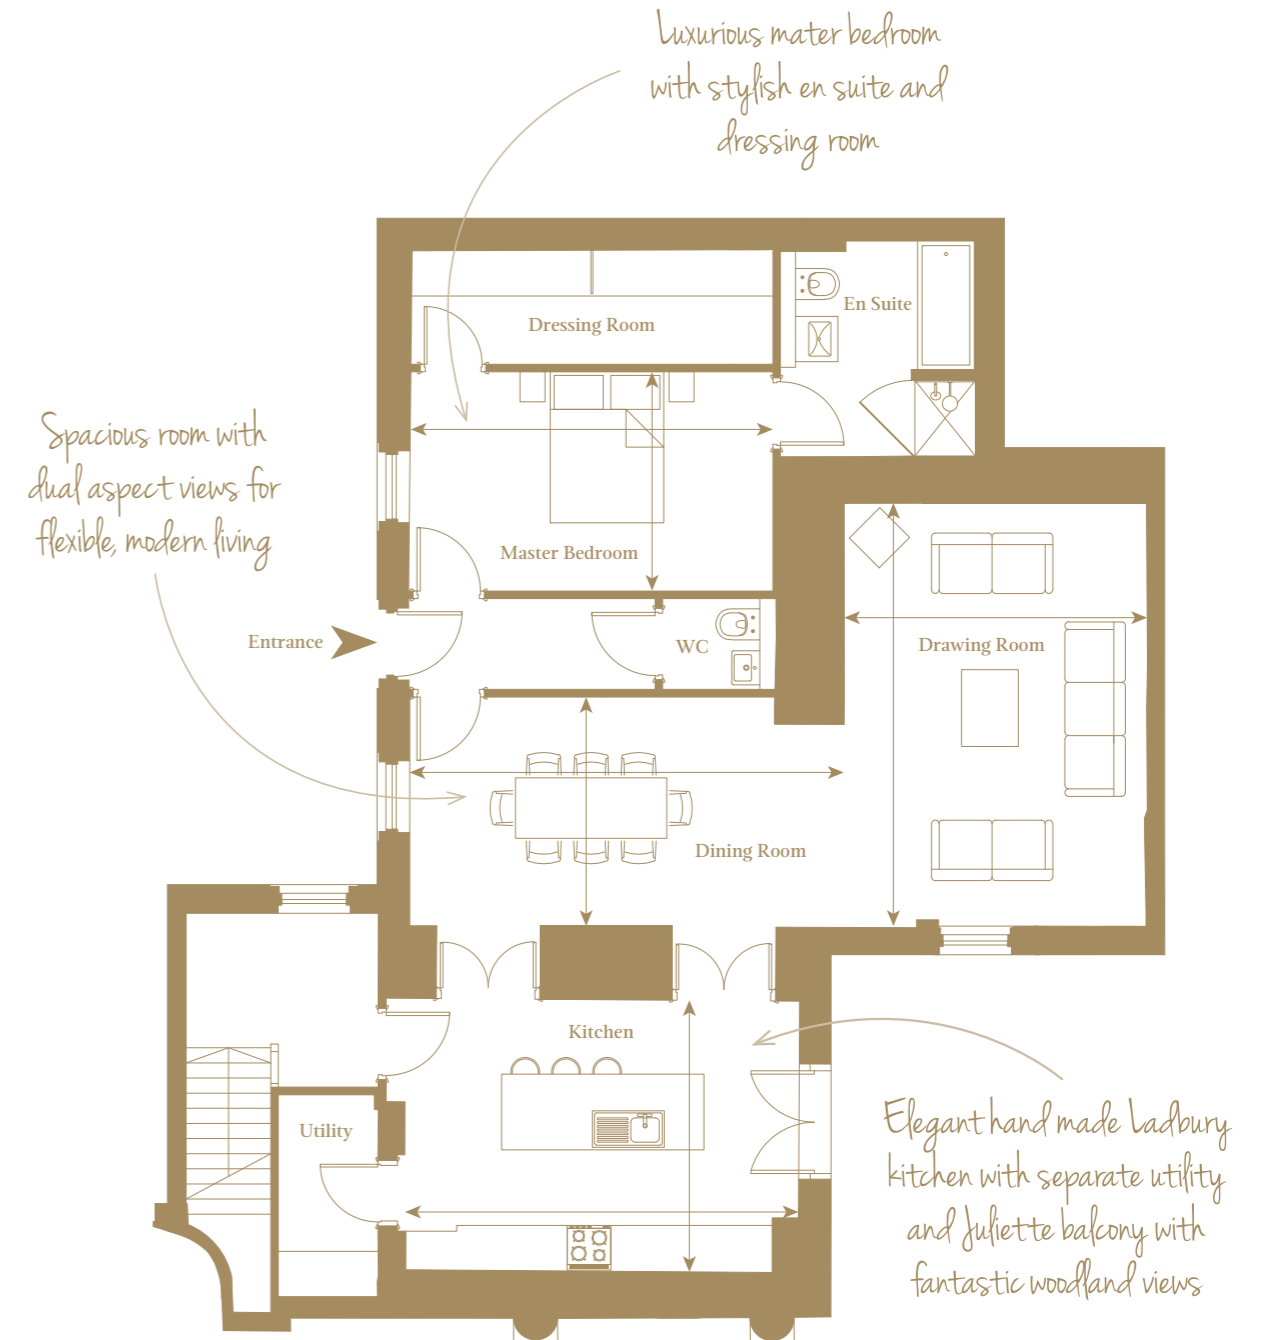 Luxurious mater bedroom
with stylish en suite and
dressing room
En Suite
Dressing Room
Spacious room with
dual aspect views for
flexible, modern living
Master Bedroom
Entrance
WC
Drawing Room
Dining Room
Kitchen
Elegant hand made Ladbury
kitchen with separate utility
and Juliette balcony with
fantastic woodland views
Utility